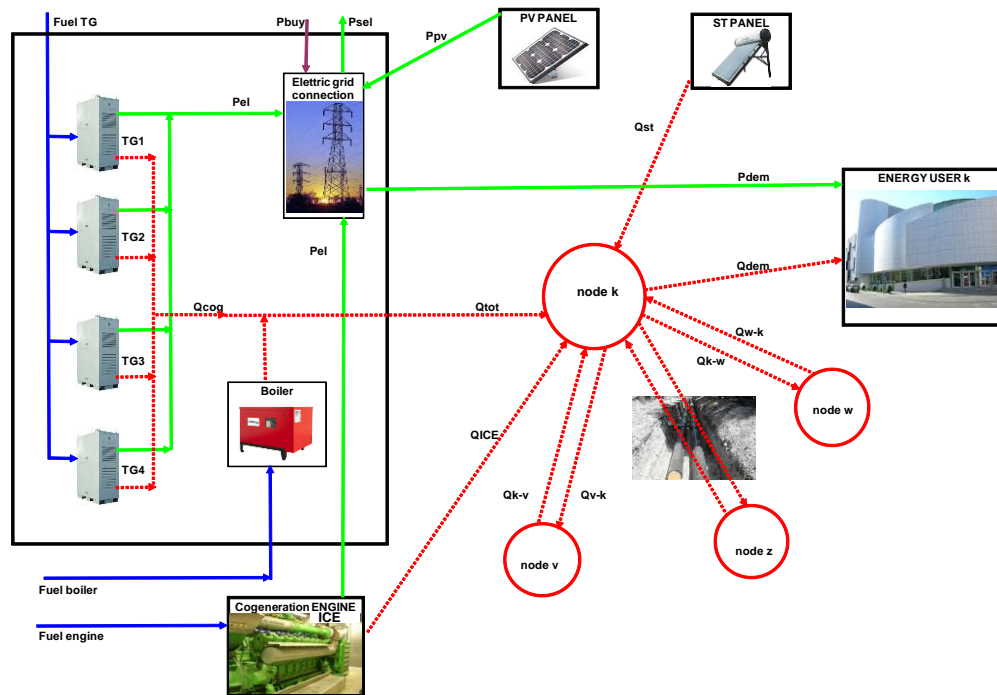 Fuel TG
Pbuy
Psel
Ppv
PV PANEL
ST PANEL
Elettric grid
connection
Pel
TG1
Qst
Pdem
ENERGY USER k
TG2
Pel
Qdem
node k
Qcog
Qtot
Qw-k
Qk-w
TG3
Boiler
node w
QICE
TG4
Qk-v
Qv-k
node z
node v
Fuel boiler
Cogeneration ENGINE
ICE
Fuel engine